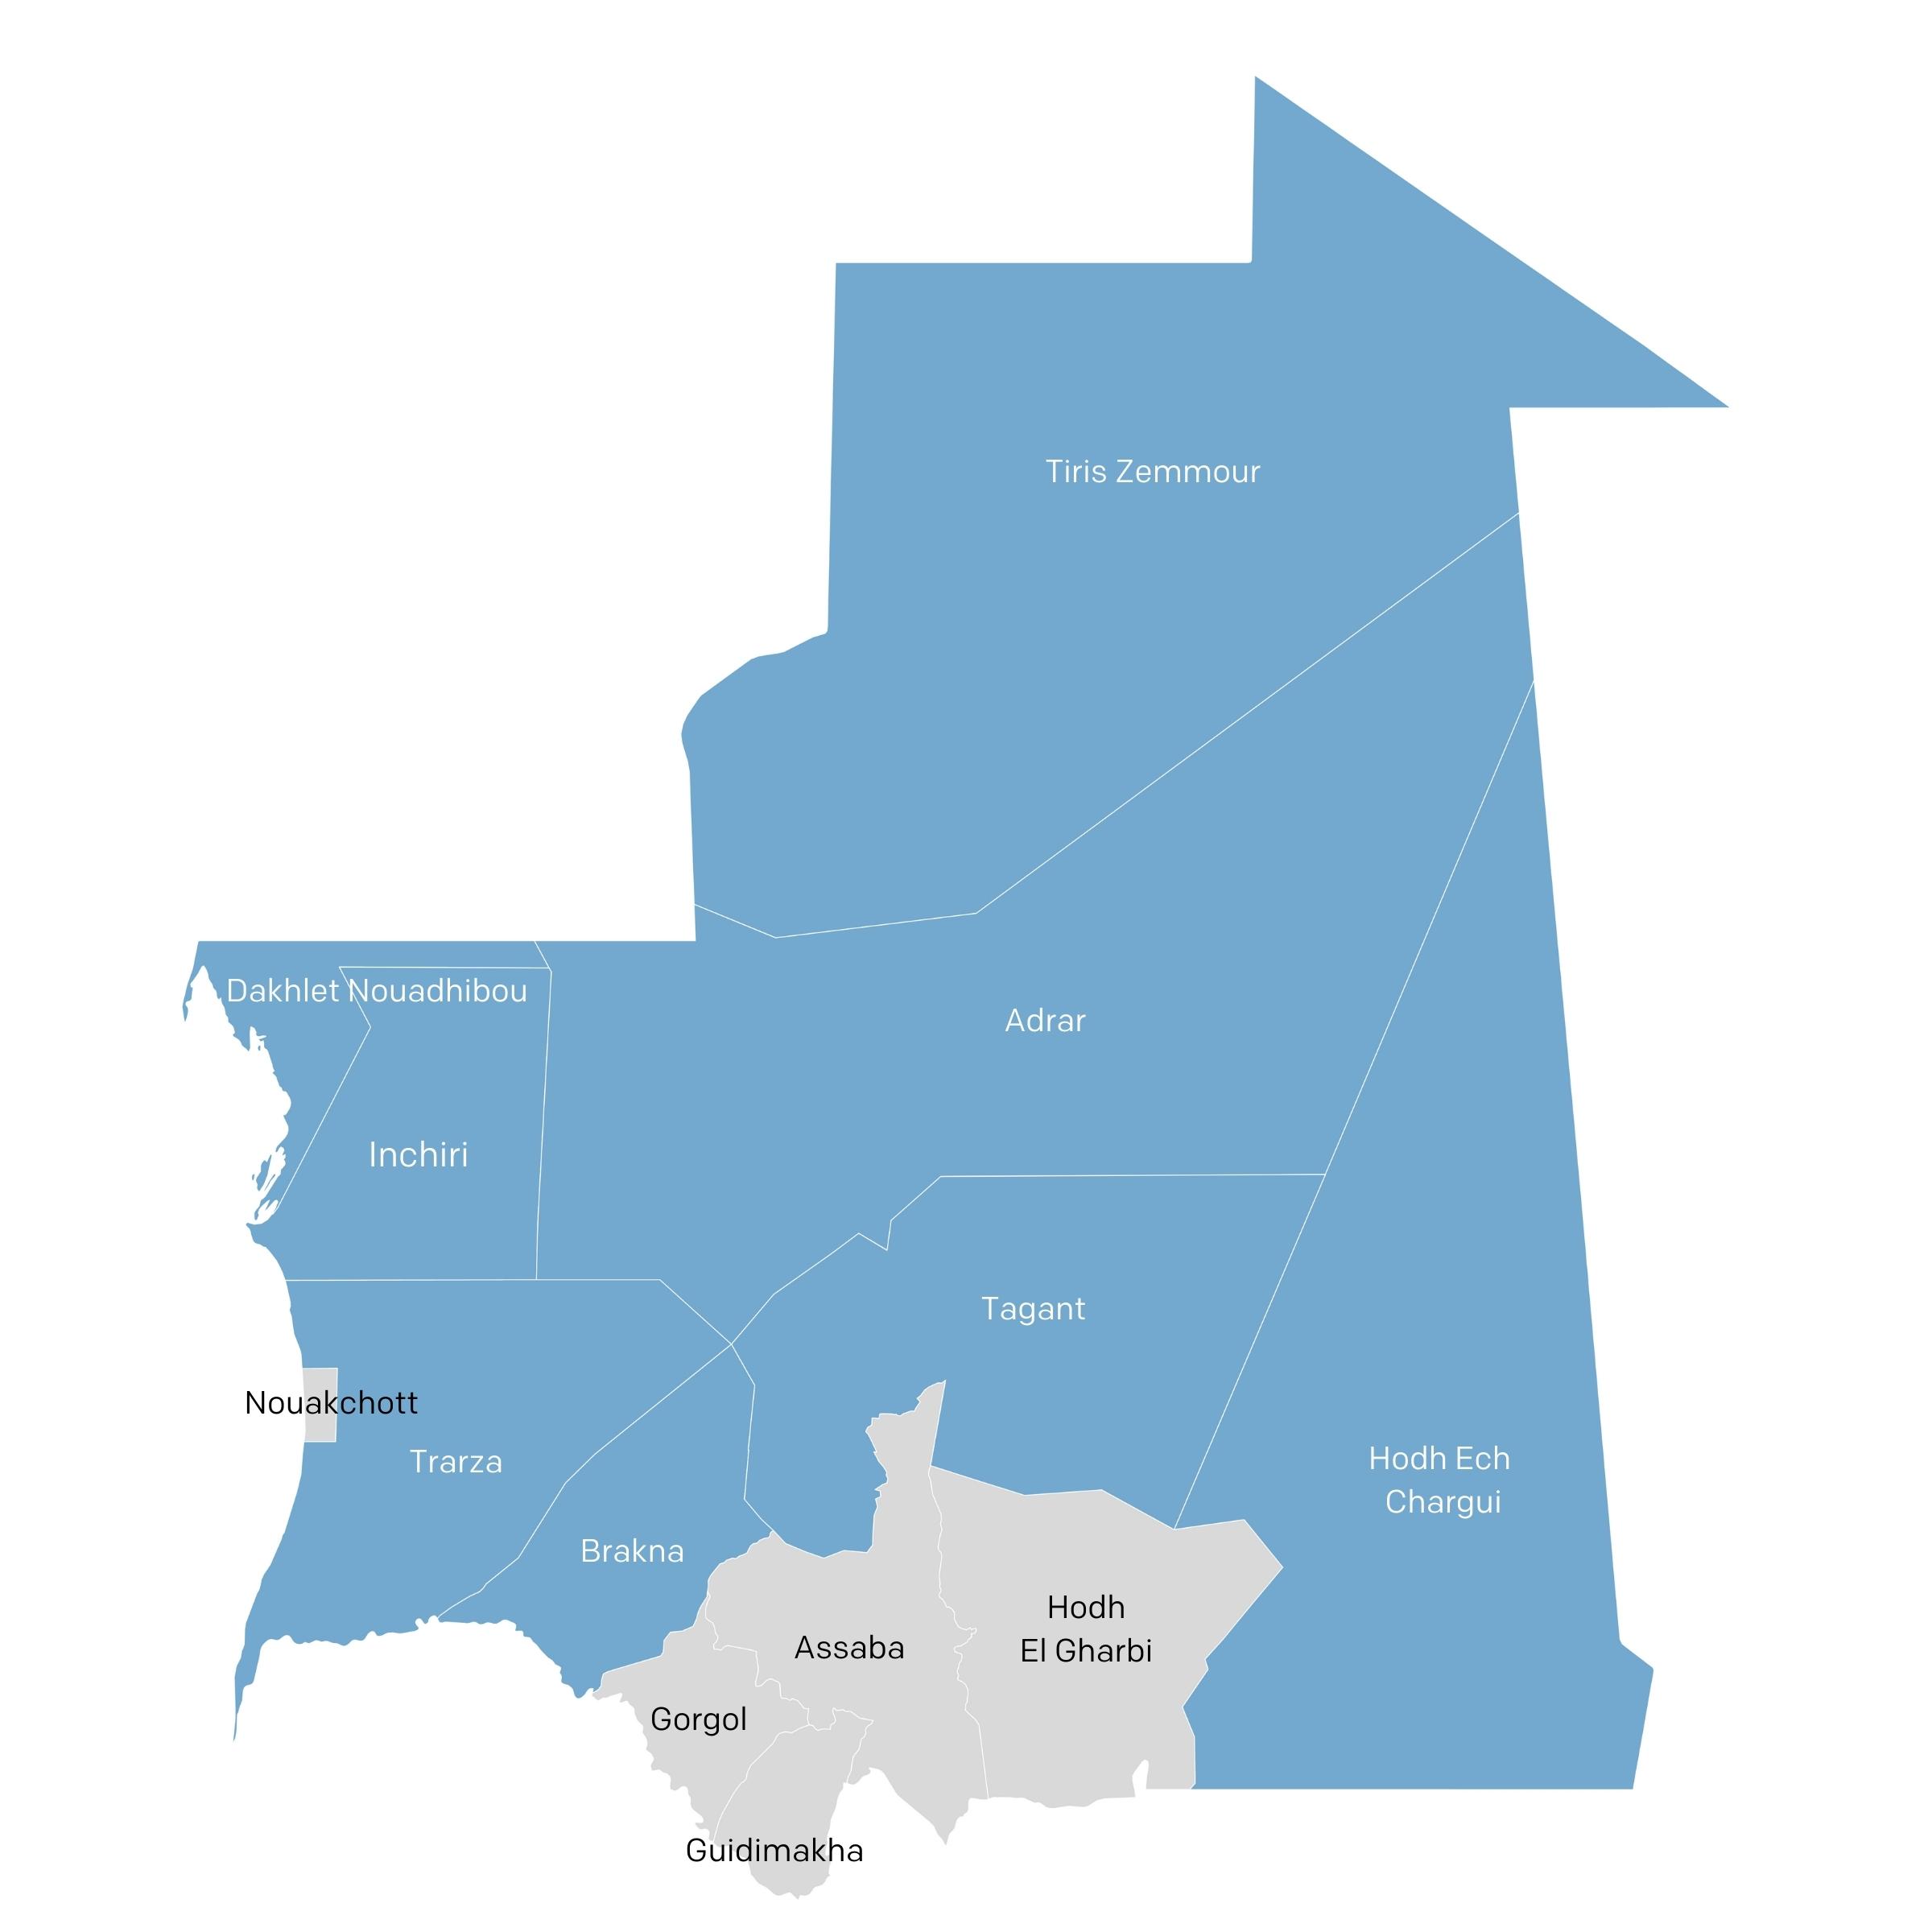 Tiris Zemmour
Dakhlet Nouadhibou
Adrar
Inchiri
Tagant
Nouakchott
Trarza
Hodh Ech
Chargui
Brakna
Hodh
El Gharbi
Assaba
Gorgol
Guidimakha